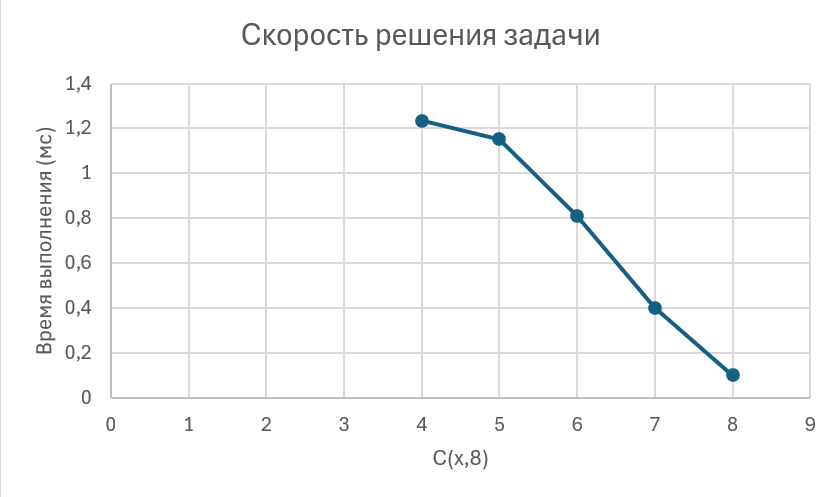 Скорость решения задачи
Время выполнения (мс)
1,4
1,2
1
0,8
0,6
0,4
0,2
0
0 1 2 3 4 5 6 7 8 9
C(x,8)